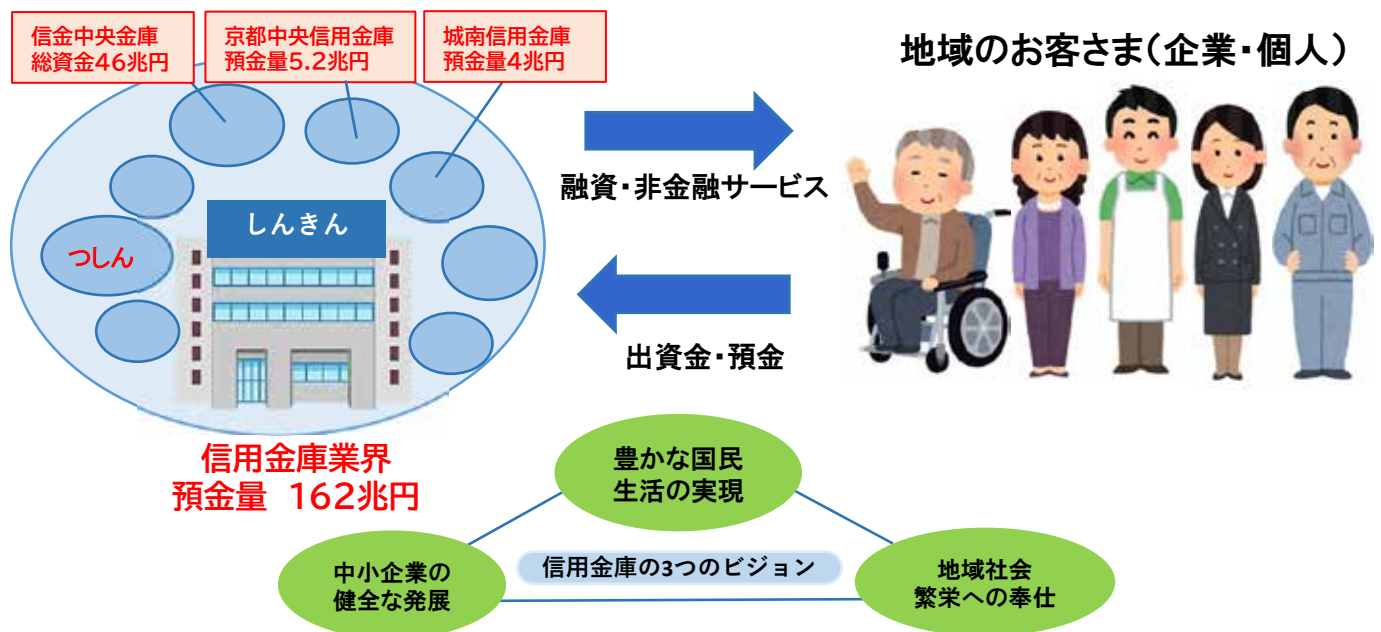 信金中央金庫
総資金46兆円
京都中央信用金庫
預金量5.2兆円
城南信用金庫
預金量4兆円
地域のお客さま（企業・個人）
融資・非金融サービス
しんきん
つしん
出資金・預金
信用金庫業界
預金量 162兆円
豊かな国民
生活の実現
信用金庫の3つのビジョン
中小企業の
健全な発展
地域社会
繁栄への奉仕